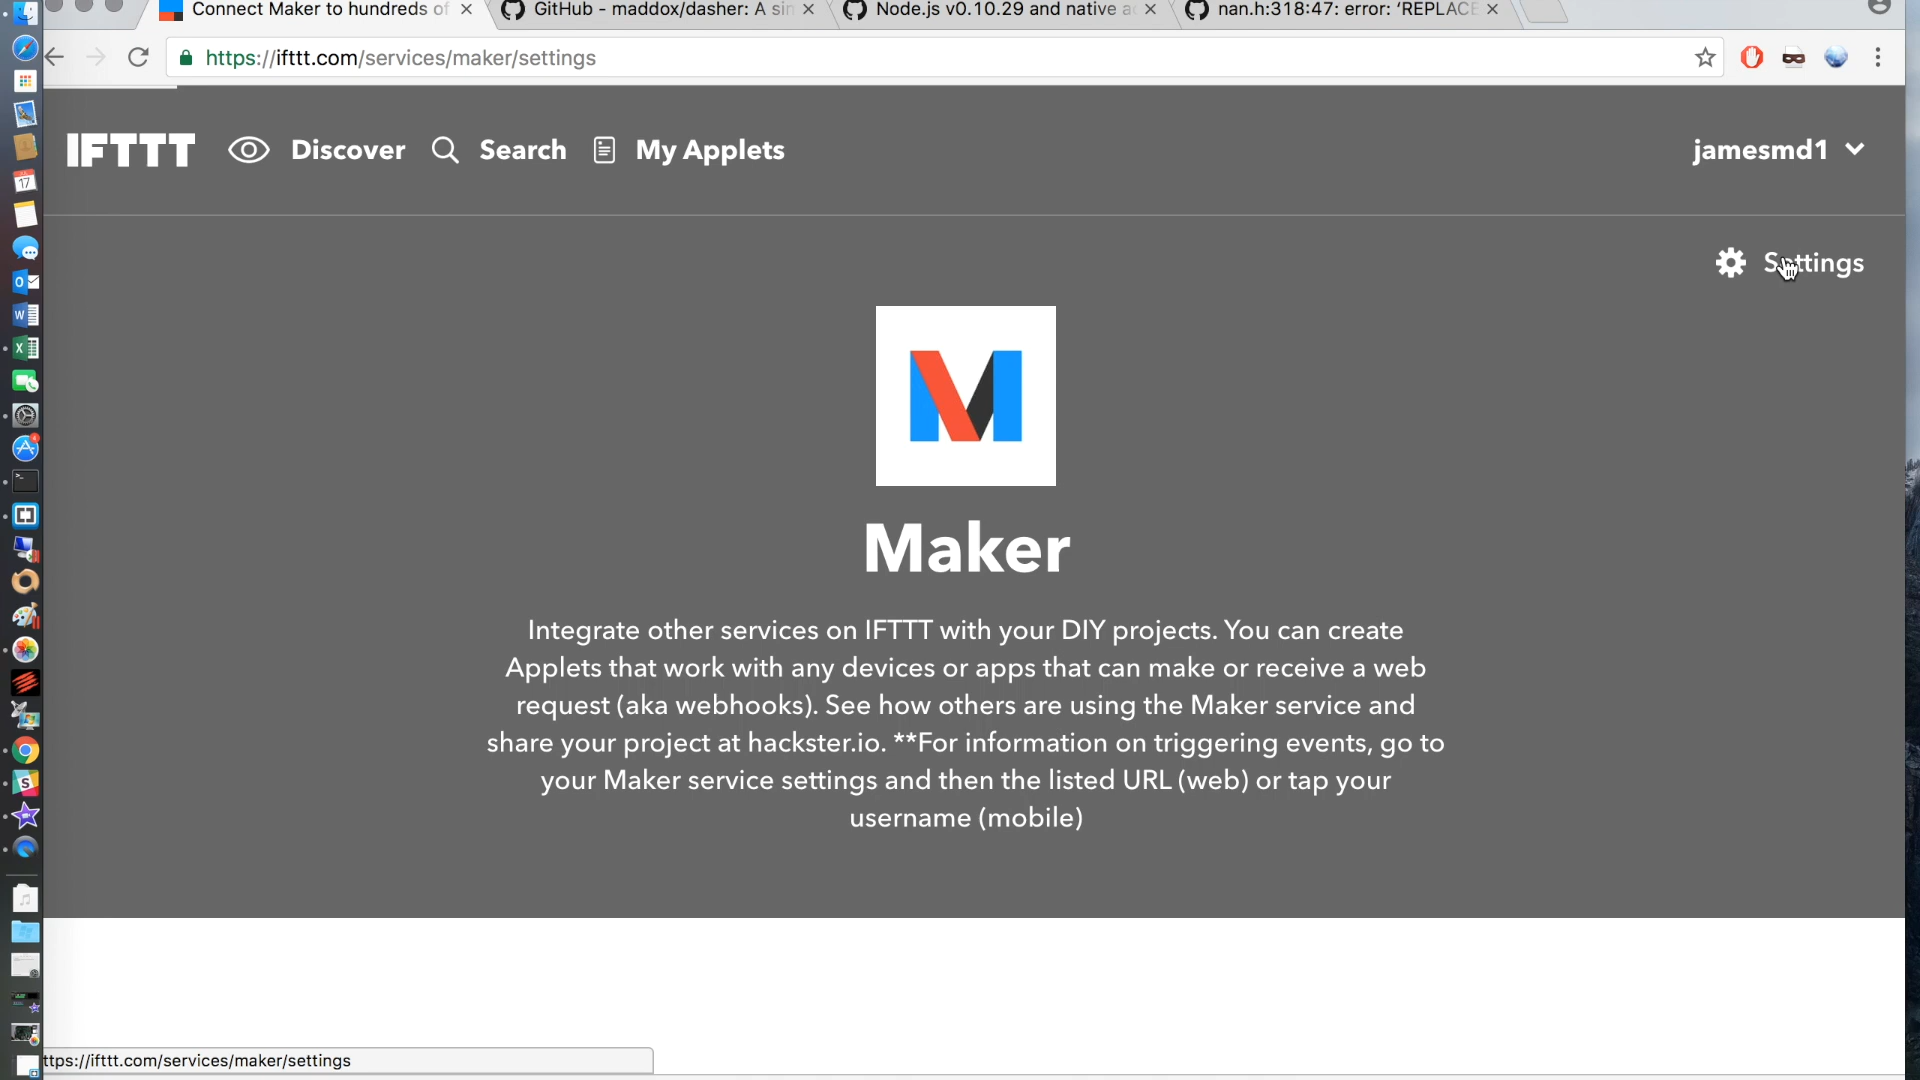 Connect Maker to hundreds of
GitHub - maddox/dasher: A sin
Node.js v0.10.29 and native a
nan.h:318:47: error: ‘REPLACE
https://ifttt.com/services/maker/settings
IFTTT Discover Search My Applets jamesmd1
Settings
Maker
Integrate other services on IFTTT with your DIY projects. You can create
Applets that work with any devices or apps that can make or receive a web
request (aka webhooks). See how others are using the Maker service and
share your project at hackster.io. **For information on triggering events, go to
your Maker service settings and then the listed URL (web) or tap your
username (mobile)
ttps://ifttt.com/services/maker/settings
17